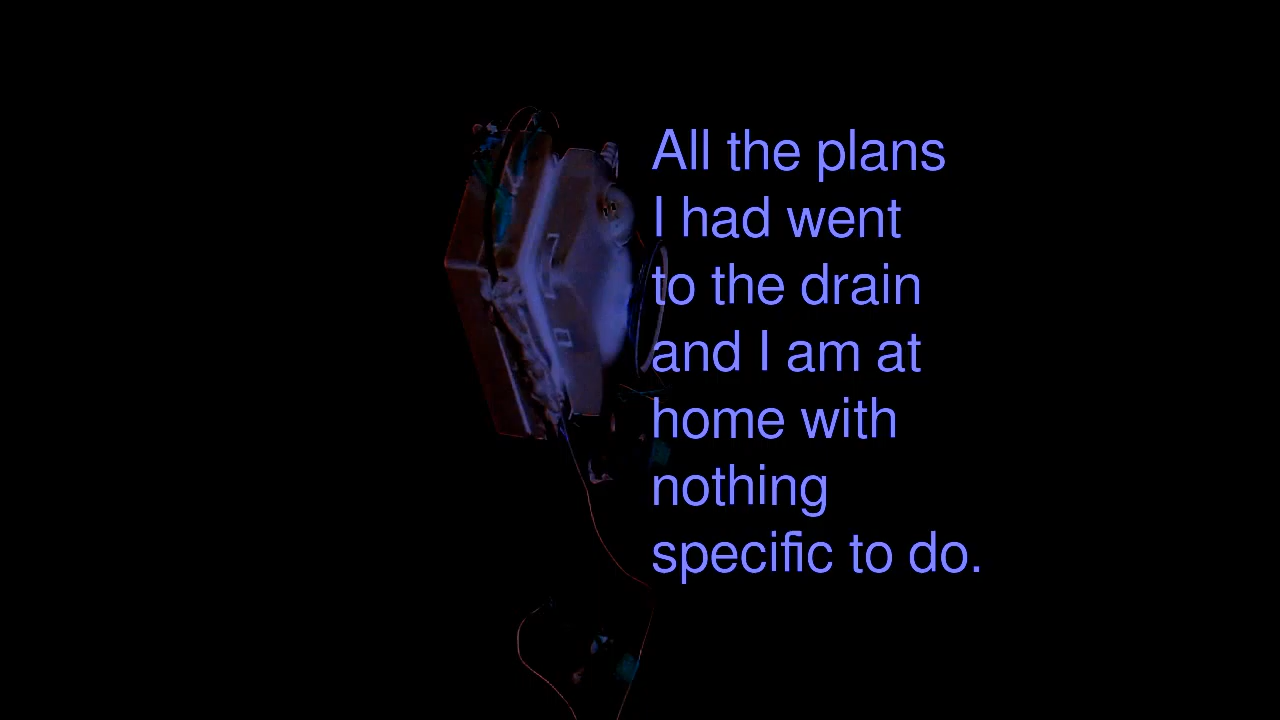 All the plans
I had went
to the drain
and I am at
home with
nothing
specific to do.